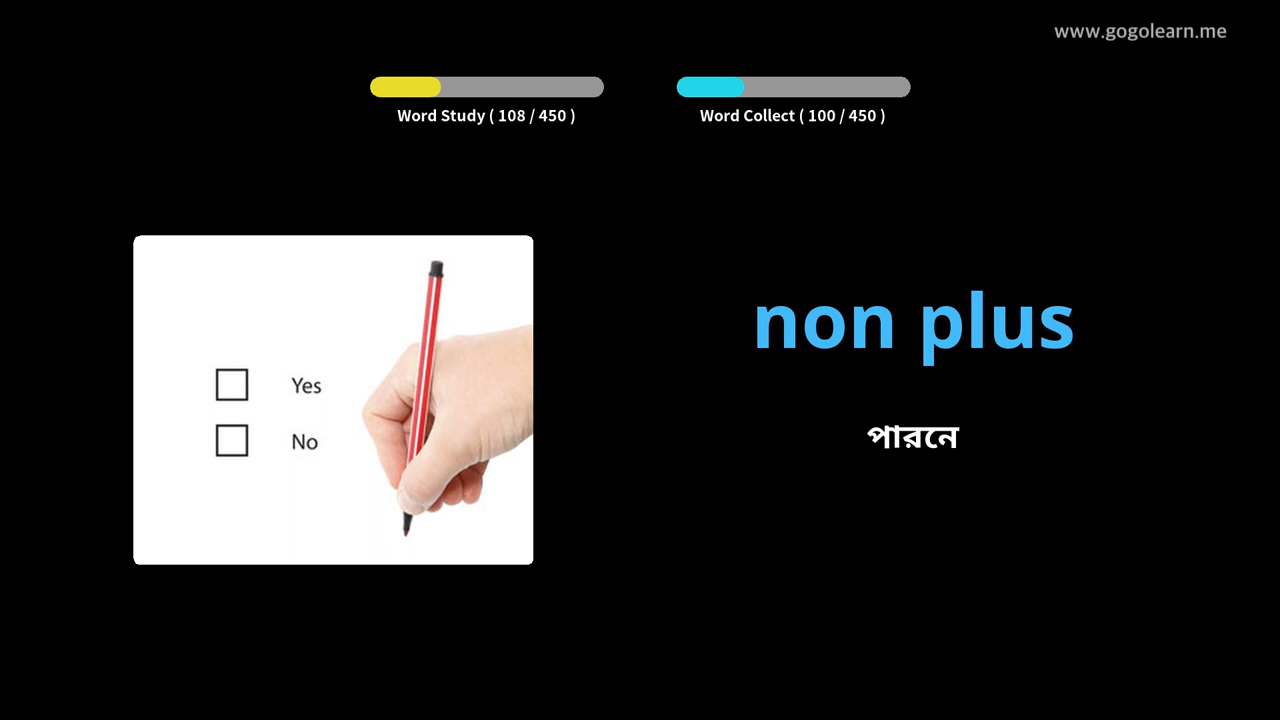 www.gogolearn.me
Word Study ( 108 / 450 )
Word Collect ( 100 / 450 )
Yes
No
non plus
পারনে